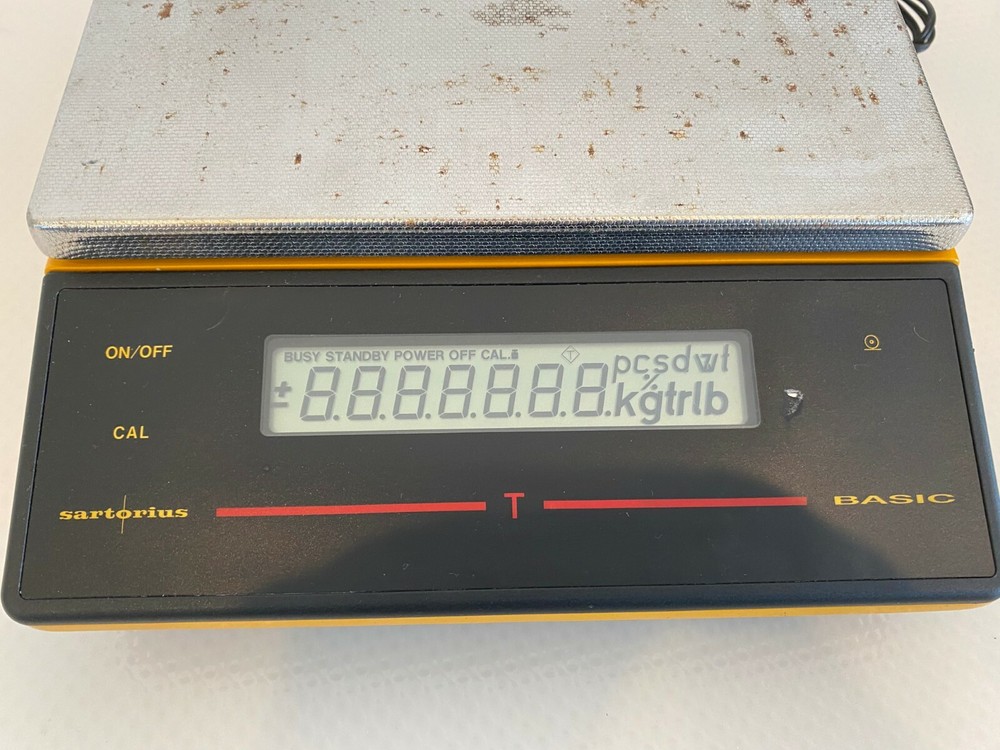 ON/OFF
BUSY STANDBY POWER OFF CAL.
T
pcsdwt
%
±
8.8.8.8.8.8.8.
kgtrlb
CAL
sartorius
T
BASIC